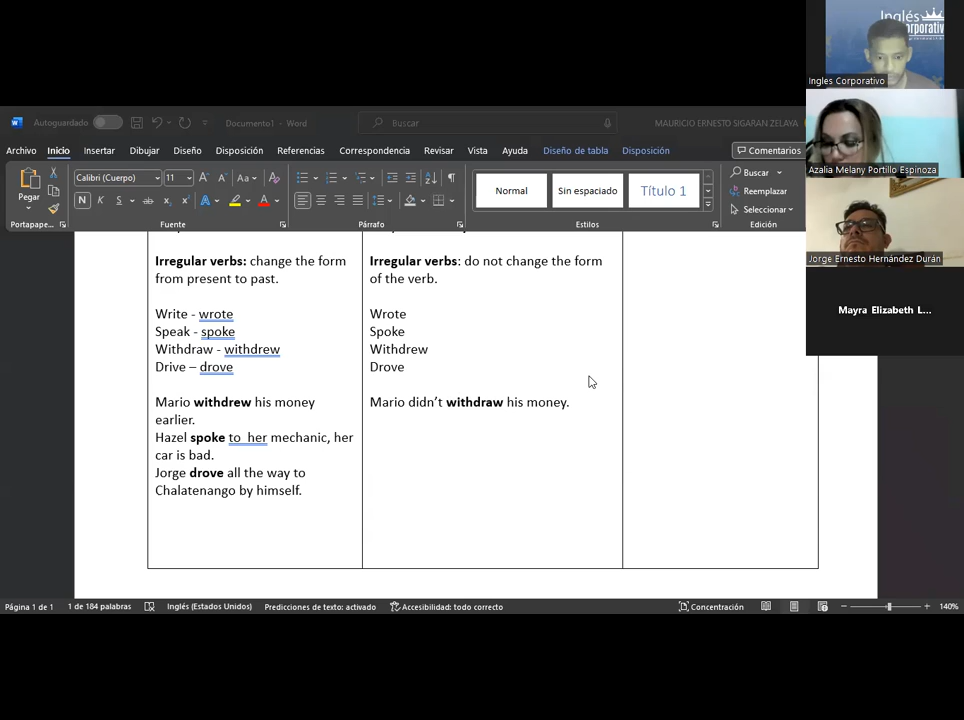 Inglés
Corporativo
Ingles Corporativo
Azalia Melany Portillo Espinoza
Jorge Ernesto Hernández Durán
Mayra Elizabeth L...
Autoguardado
Documento1 - Word
Buscar
MAURICIO ERNESTO SIGARAN ZELAYA
Archivo Inicio Insertar Dibujar Diseño Disposición Referencias Correspondencia Revisar Vista Ayuda Diseño de tabla Disposición Comentarios
Pegar
Calibri (Cuerpo) 11
Normal
Sin espaciado
Título 1
Buscar
Reemplazar
Seleccionar
Portapape...
Fuente
Párrafo
Estilos
Edición
Irregular verbs: change the form
from present to past.
Write - wrote
Speak - spoke
Withdraw - withdrew
Drive – drove
Mario withdrew his money
earlier.
Hazel spoke to her mechanic, her
car is bad.
Jorge drove all the way to
Chalatenango by himself.
Irregular verbs: do not change the form
of the verb.
Wrote
Spoke
Withdrew
Drove
Mario didn’t withdraw his money.
Página 1 de 1 1 de 184 palabras Inglés (Estados Unidos) Predicciones de texto: activado Accesibilidad: todo correcto Concentración 140%